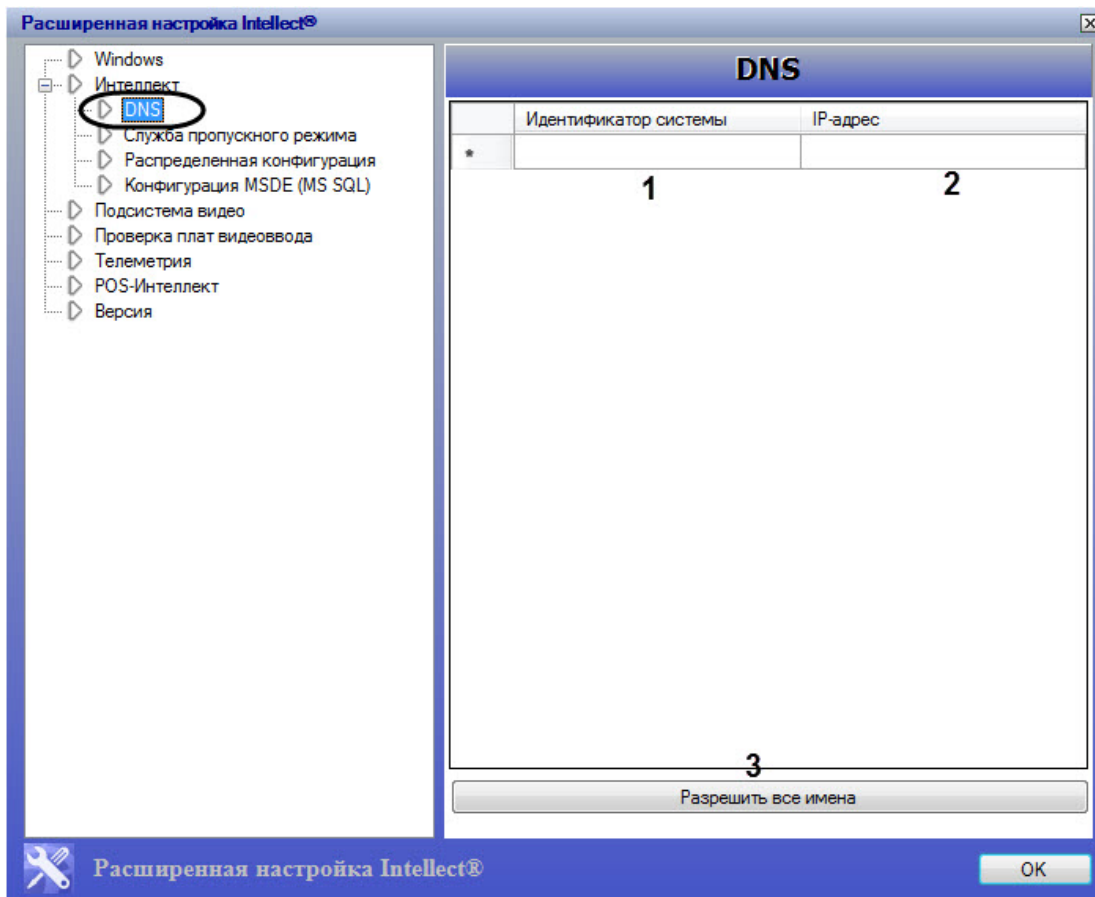 Расширенная настройка Intellect®
Windows
Интеллект
DNS
Служба пропускного режима
Распределенная конфигурация
Конфигурация MSDE (MS SQL)
Подсистема видео
Проверка плат видеоввода
Телеметрия
POS-Интеллект
Версия
DNS
Идентификатор системы IP-адрес
*
1 2
3
Разрешить все имена
Расширенная настройка Intellect®
OK